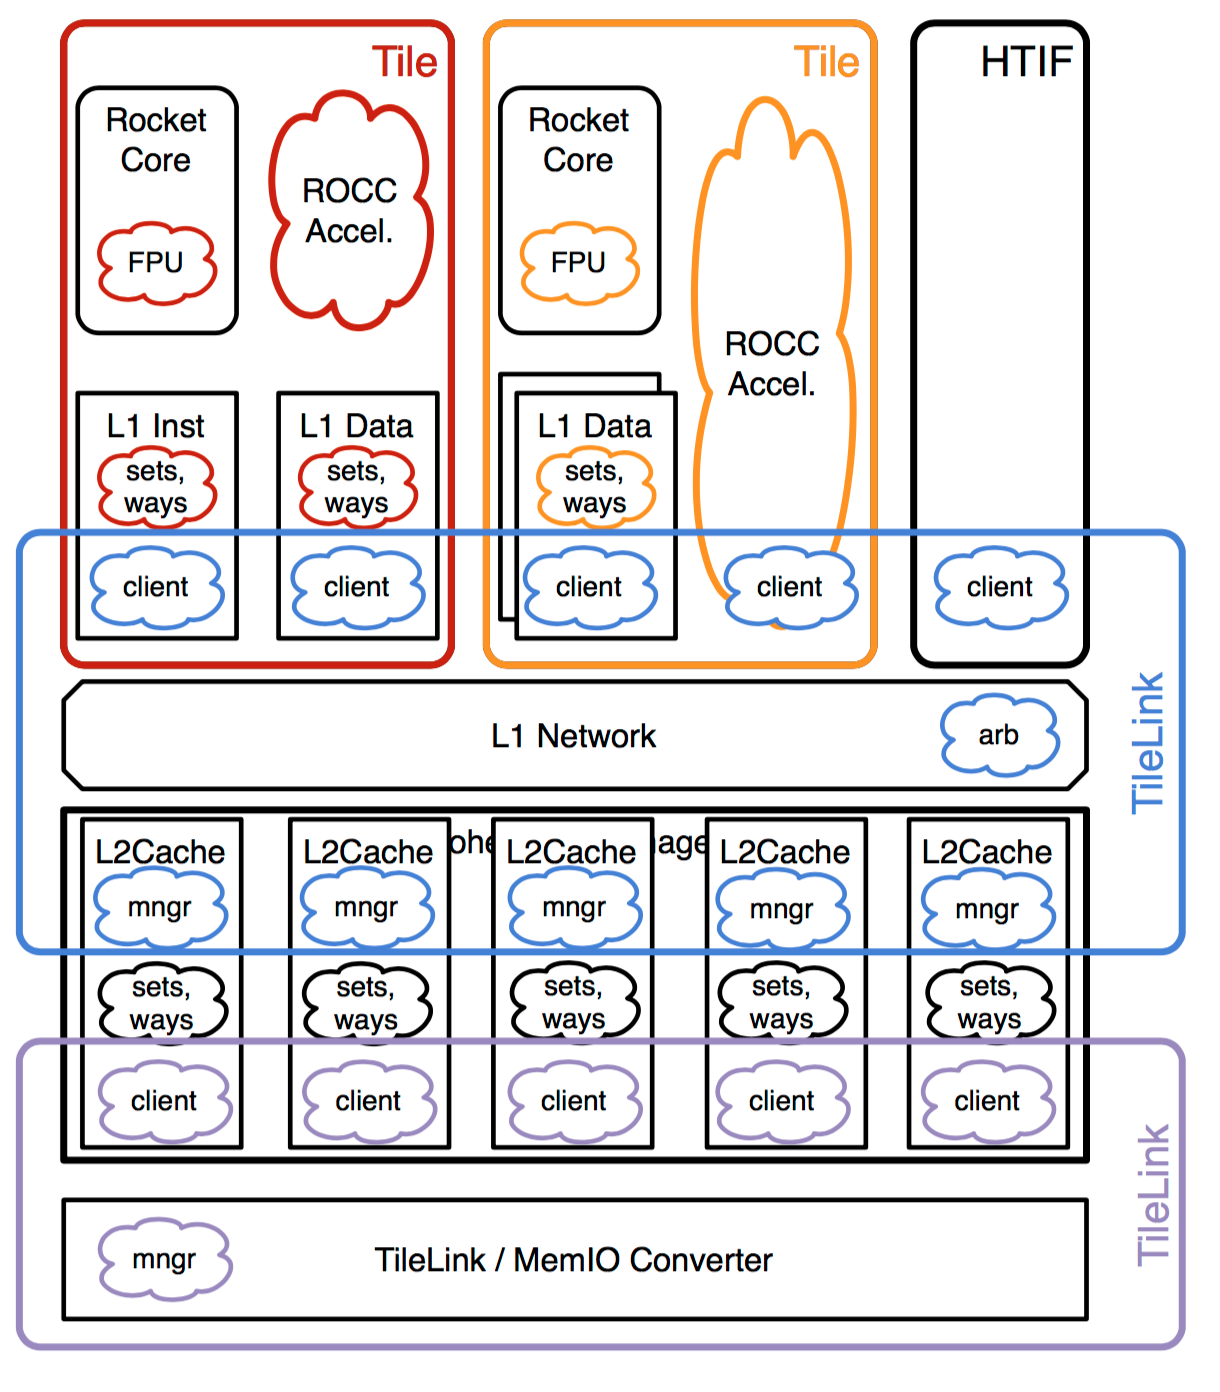 Tile
Rocket
Core
FPU
ROCC
Accel.
L1 Inst
sets,
ways
client
L1 Data
sets,
ways
client
Tile
Rocket
Core
FPU
ROCC
Accel.
L1 Data
sets,
ways
client
client
HTIF
client
TileLink
L1 Network
arb
L2Cache
mngr
sets,
ways
client
L2Cache
mngr
sets,
ways
client
L2Cache
mngr
sets,
ways
client
L2Cache
mngr
sets,
ways
client
L2Cache
mngr
sets,
ways
client
TileLink
mngr
TileLink / MemIO Converter